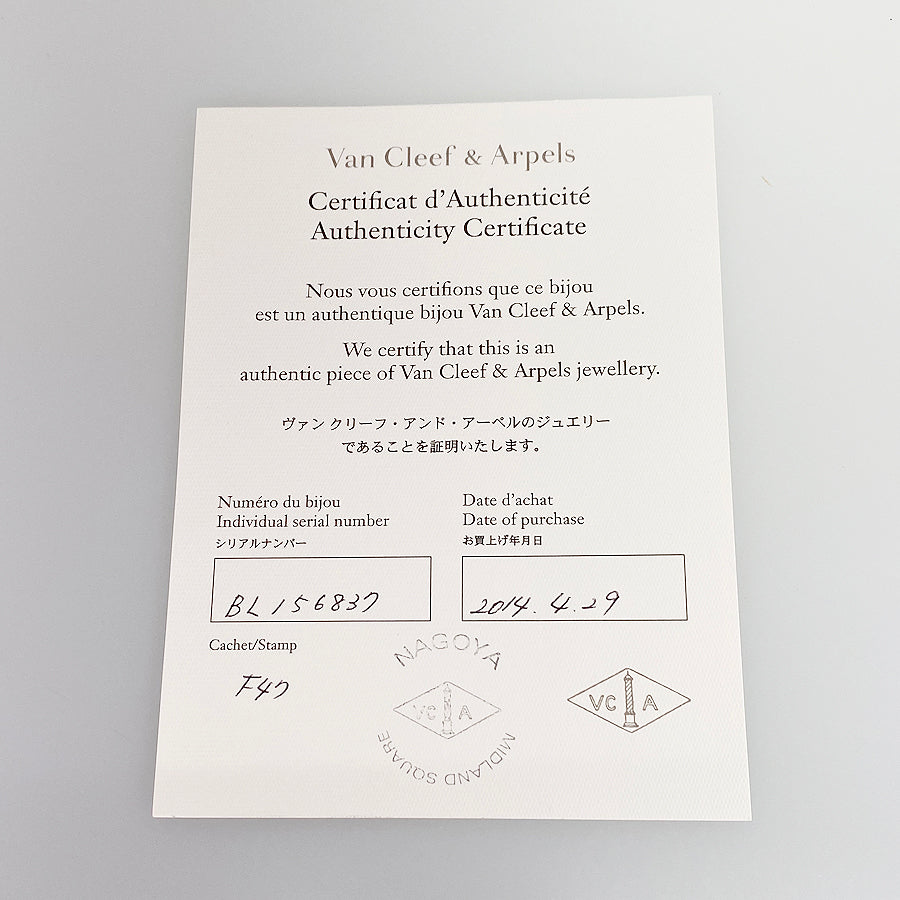 Van Cleef & Arpels
Certificat d'Authenticité
Authenticity Certificate
Nous vous certifions que ce bijou
est un authentique bijou Van Cleef & Arpels.
We certify that this is an
authentic piece of Van Cleef & Arpels jewellery.
ヴァン クリーフ・アンド・アーペルのジュエリー
であることを証明いたします。
Numéro du bijou
Individual serial number
シリアルナンバー
BL 156837
Date d'achat
Date of purchase
お買上げ年月日
2014. 4. 29
Cachet/Stamp
F47
NAGOYA
VC A
MIDLAND SQUARE
VC A